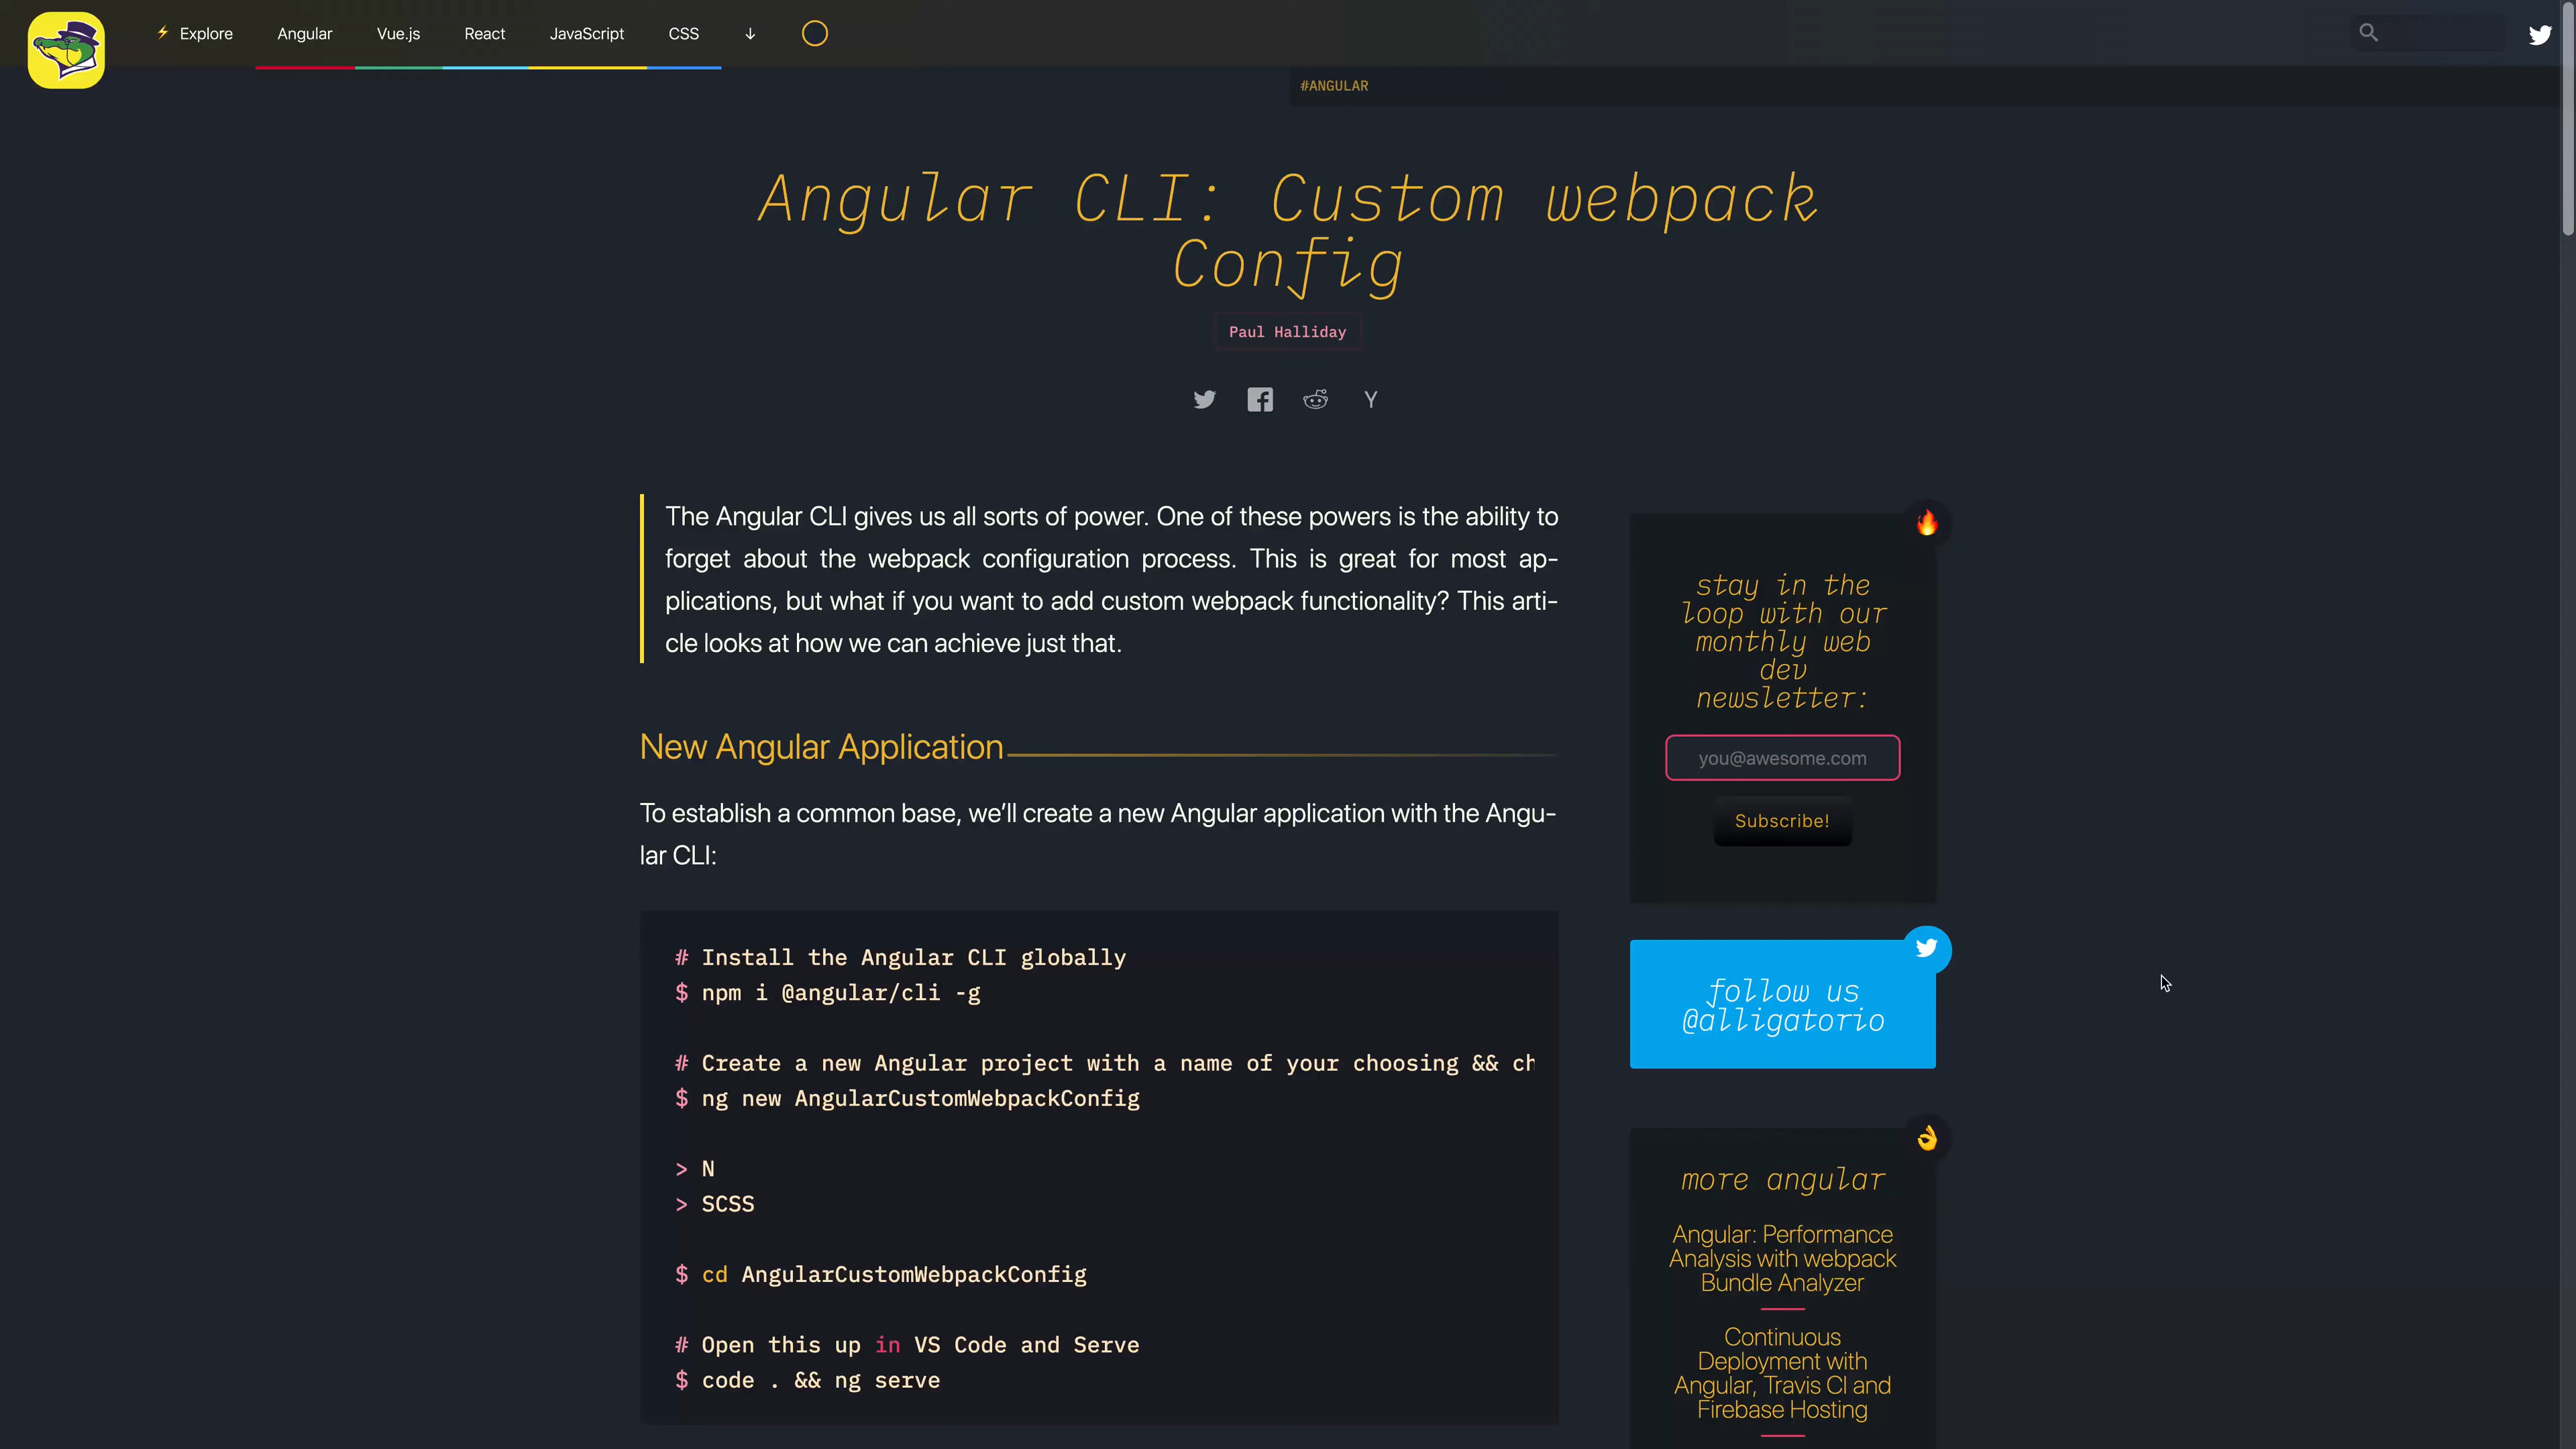 Explore Angular Vue.js React JavaScript CSS ↓
#ANGULAR
Angular CLI: Custom webpack
Config
Paul Halliday
Y
The Angular CLI gives us all sorts of power. One of these powers is the ability to
forget about the webpack configuration process. This is great for most ap-
plications, but what if you want to add custom webpack functionality? This arti-
cle looks at how we can achieve just that.
New Angular Application
To establish a common base, we’ll create a new Angular application with the Angu-
lar CLI:
# Install the Angular CLI globally
$ npm i @angular/cli -g
# Create a new Angular project with a name of your choosing && ch
$ ng new AngularCustomWebpackConfig
> N
> SCSS
$ cd AngularCustomWebpackConfig
# Open this up in VS Code and Serve
$ code . && ng serve
stay in the
loop with our
monthly web
dev
newsletter:
you@awesome.com
Subscribe!
follow us
@alligatorio
more angular
Angular: Performance
Analysis with webpack
Bundle Analyzer
Continuous
Deployment with
Angular, Travis CI and
Firebase Hosting